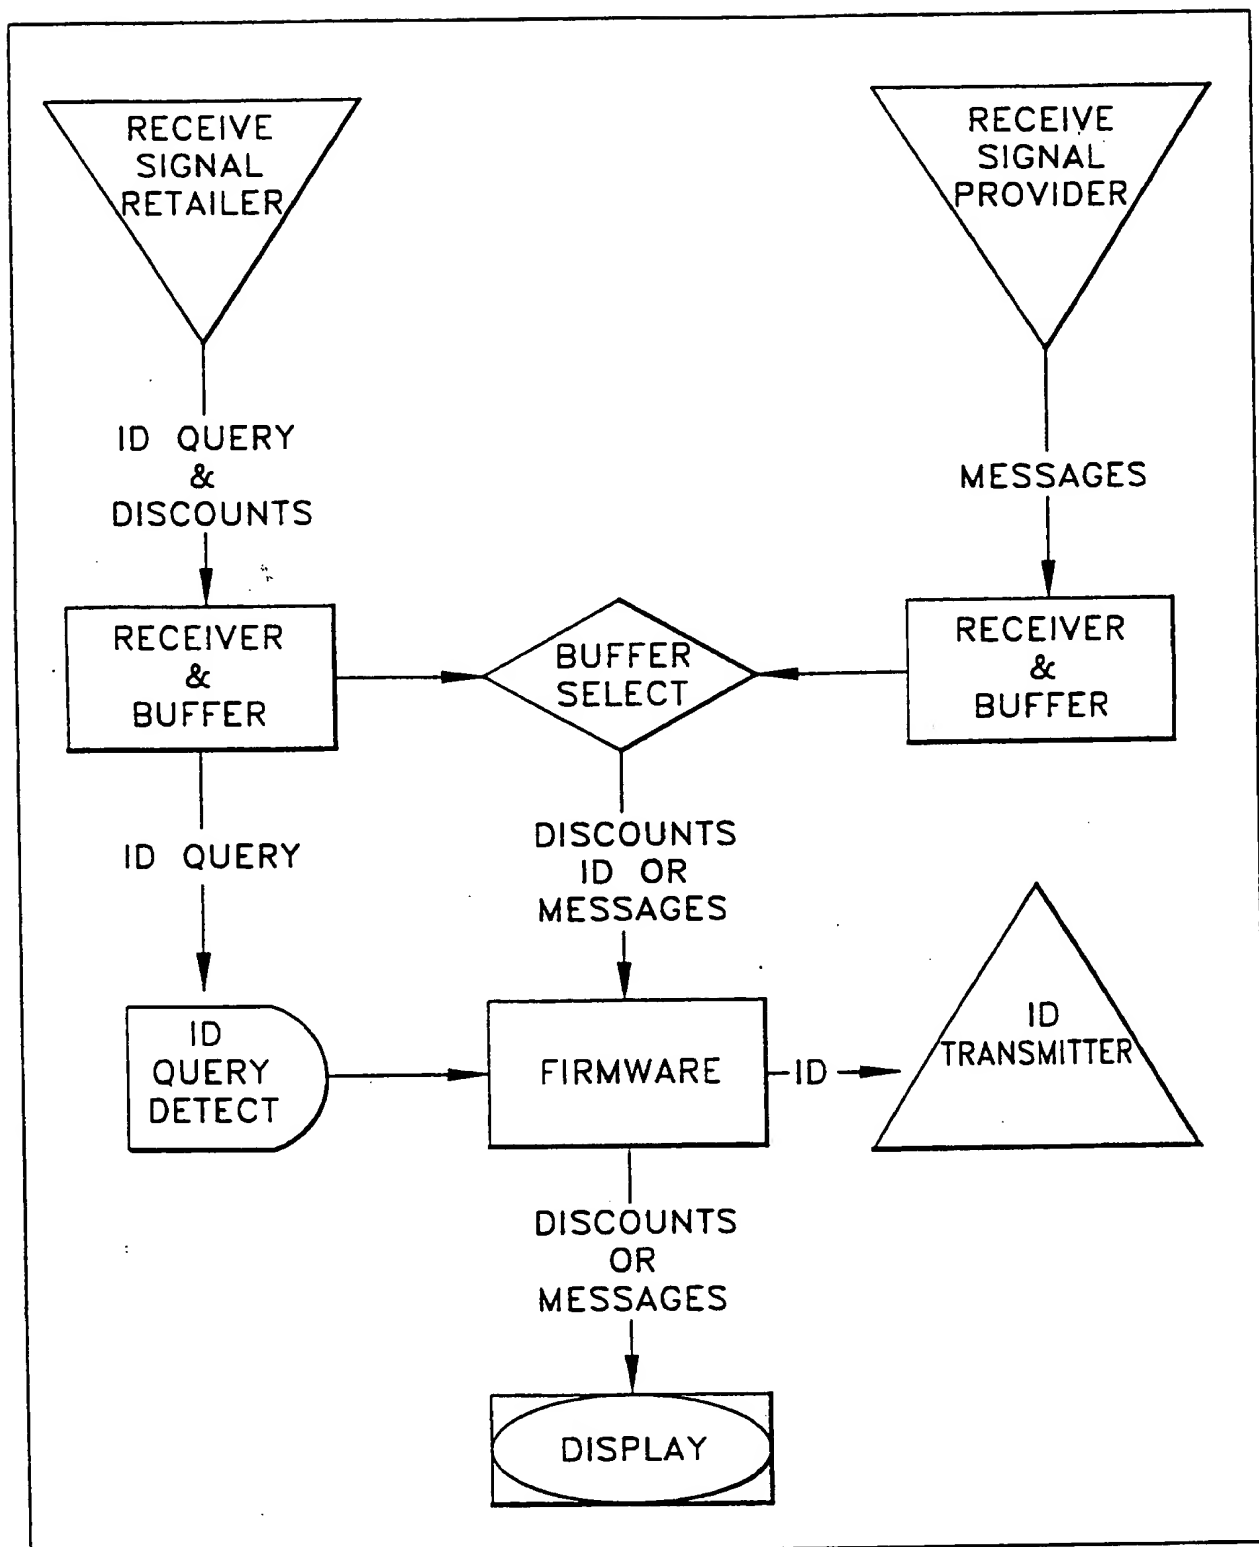 RECEIVE
SIGNAL
RETAILER
RECEIVE
SIGNAL
PROVIDER
ID QUERY
&
DISCOUNTS
MESSAGES
RECEIVER
&
BUFFER
BUFFER
SELECT
RECEIVER
&
BUFFER
ID QUERY
DISCOUNTS
ID OR
MESSAGES
ID
QUERY
DETECT
FIRMWARE
ID
ID
TRANSMITTER
DISCOUNTS
OR
MESSAGES
DISPLAY